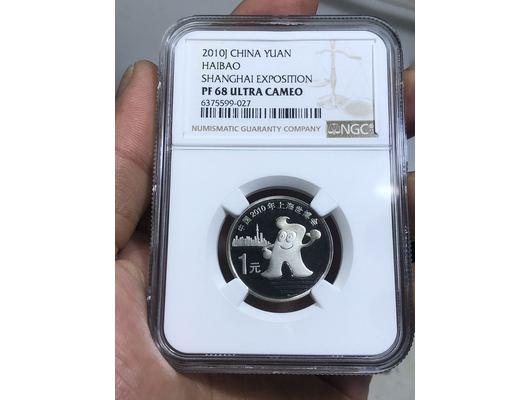 2010J CHINA YUAN
HAIBAO
SHANGHAI EXPOSITION
PF 68 ULTRA CAMEO
6375599-027
NUMISMATIC GUARANTY COMPANY
NGC
中国2010年上海世博会
1元